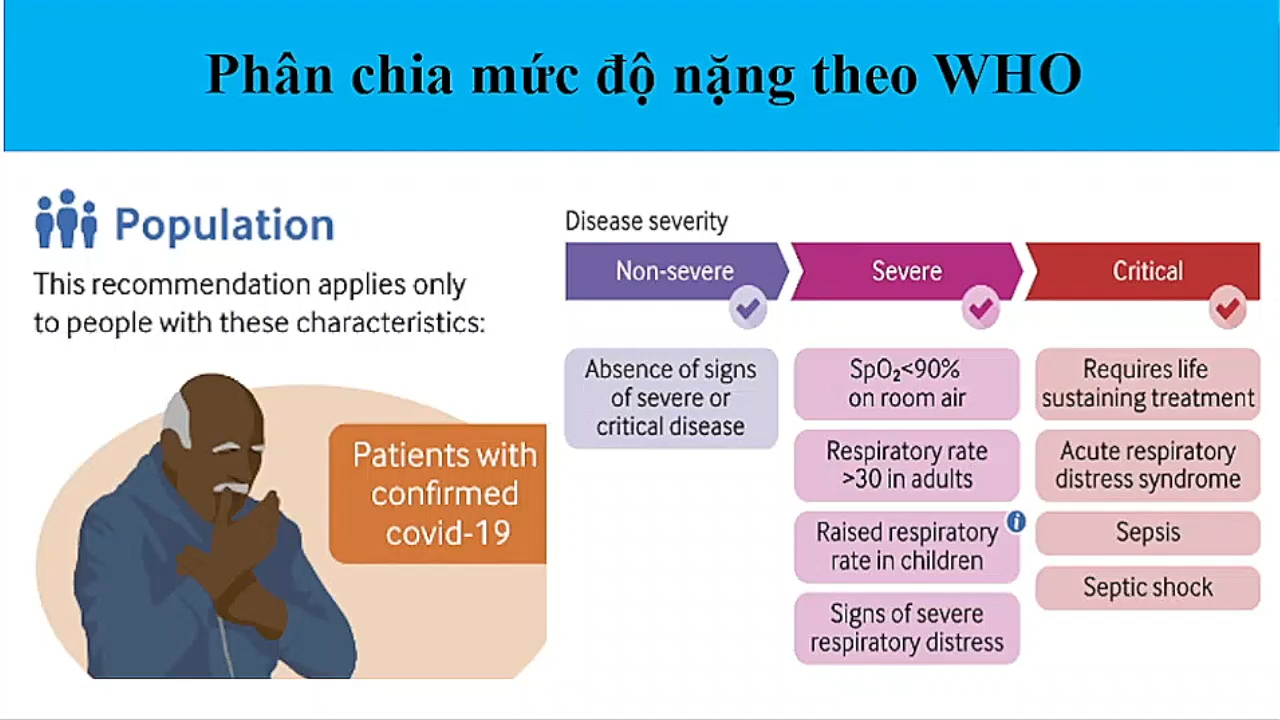 Phân chia mức độ nặng theo WHO
Population
This recommendation applies only
to people with these characteristics:
Patients with
confirmed
covid-19
Disease severity
Non-severe
Severe
Critical
Absence of signs
of severe or
critical disease
SpO₂<90%
on room air
Respiratory rate
>30 in adults
Raised respiratory
rate in children
i
Signs of severe
respiratory distress
Requires life
sustaining treatment
Acute respiratory
distress syndrome
Sepsis
Septic shock